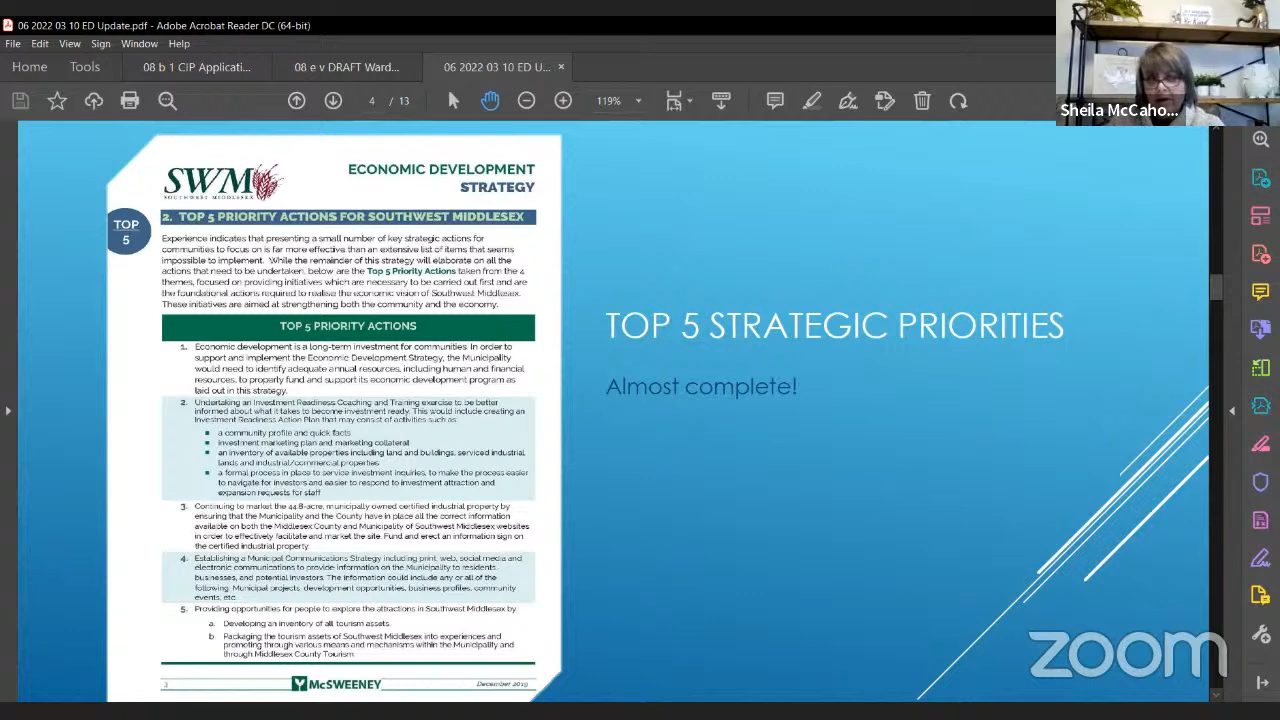 06 2022 03 10 ED Update.pdf - Adobe Acrobat Reader DC (64-bit)
File Edit View Sign Window Help
Home Tools 08 b 1 CIP Applicati... 08 e v DRAFT Ward... 06 2022 03 10 ED U... ×
4 / 13 119%
Sheila McCaho...
SWM
SOUTHWEST MIDDLESEX
ECONOMIC DEVELOPMENT
STRATEGY
TOP
5
2. TOP 5 PRIORITY ACTIONS FOR SOUTHWEST MIDDLESEX
Experience indicates that presenting a small number of key strategic actions for
communities to focus on is far more effective than an extensive list of items that seems
impossible to implement. While the remainder of this strategy will elaborate on all the
actions that need to be undertaken, below are the Top 5 Priority Actions taken from the 4
themes, focused on providing initiatives which are necessary to be carried out first and are
the foundational actions required to realise the economic vision of Southwest Middlesex.
These initiatives are aimed at strengthening both the community and the economy.
TOP 5 PRIORITY ACTIONS
1. Economic development is a long-term investment for communities. In order to
support and implement the Economic Development Strategy, the Municipality
would need to identify adequate annual resources, including human and financial
resources, to properly fund and support its economic development program as
laid out in this strategy.
2. Undertaking an Investment Readiness Coaching and Training exercise to be better
informed about what it takes to become investment ready. This would include creating an
Investment Readiness Action Plan that may consist of activities such as:
▪ a community profile and quick facts
▪ investment marketing plan and marketing collateral
▪ an inventory of available properties including land and buildings, serviced industrial
lands and industrial/commercial properties
▪ a formal process in place to service investment inquiries, to make the process easier
to navigate for investors and easier to respond to investment attraction and
expansion requests for staff
3. Continuing to market the 44.8-acre, municipally owned certified industrial property by
ensuring that the Municipality and the County have in place all the correct information
available on both the Middlesex County and Municipality of Southwest Middlesex websites
in order to effectively facilitate and market the site. Fund and erect an information sign on
the certified industrial property.
4. Establishing a Municipal Communications Strategy including print, web, social media and
electronic communications to provide information on the Municipality to residents,
businesses, and potential investors. The information could include any or all of the
following: Municipal projects, development opportunities, business profiles, community
events, etc.
5. Providing opportunities for people to explore the attractions in Southwest Middlesex by
a. Developing an inventory of all tourism assets.
b Packaging the tourism assets of Southwest Middlesex into experiences and
promoting through various means and mechanisms within the Municipality and
through Middlesex County Tourism
3 McSWEENEY December 2019
TOP 5 STRATEGIC PRIORITIES
Almost complete!
zoom